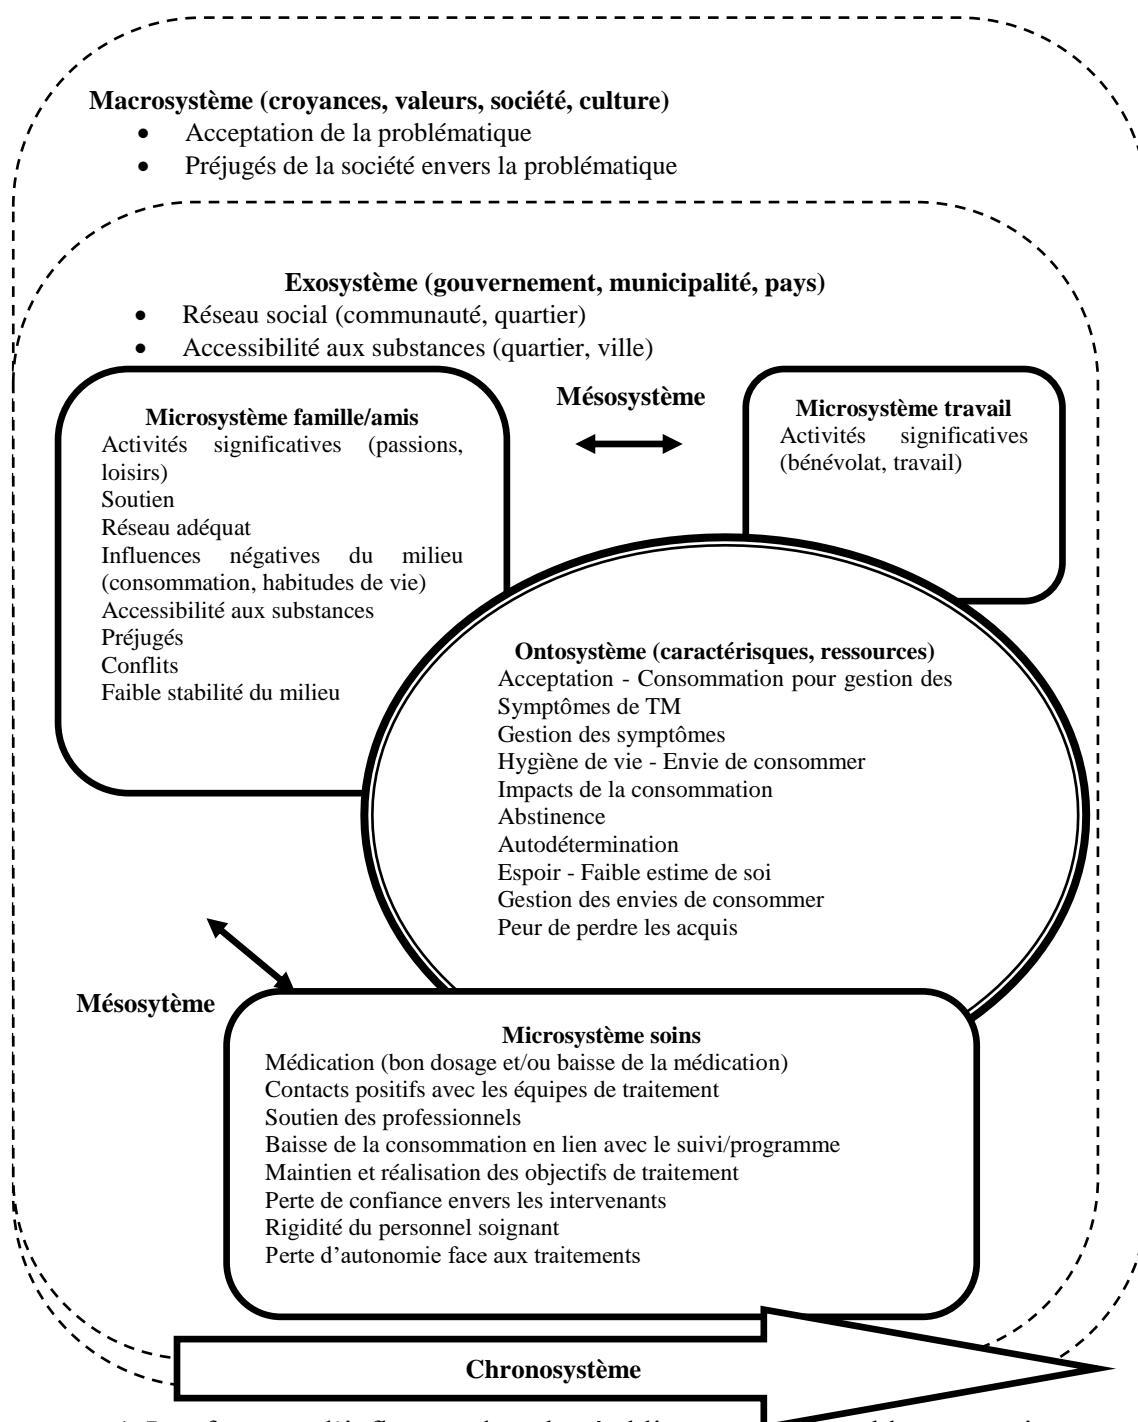 Macrosystème (croyances, valeurs, société, culture)
• Acceptation de la problématique
• Préjugés de la société envers la problématique
Exosystème (gouvernement, municipalité, pays)
• Réseau social (communauté, quartier)
• Accessibilité aux substances (quartier, ville)
Microsystème famille/amis
Activités significatives (passions,
loisirs)
Soutien
Réseau adéquat
Influences négatives du milieu
(consommation, habitudes de vie)
Accessibilité aux substances
Préjugés
Conflits
Faible stabilité du milieu
Mésosystème
Microsystème travail
Activités significatives
(bénévolat, travail)
Ontosystème (caractérisques, ressources)
Acceptation - Consommation pour gestion des
Symptômes de TM
Gestion des symptômes
Hygiène de vie - Envie de consommer
Impacts de la consommation
Abstinence
Autodétermination
Espoir - Faible estime de soi
Gestion des envies de consommer
Peur de perdre les acquis
Mésosytème
Microsystème soins
Médication (bon dosage et/ou baisse de la médication)
Contacts positifs avec les équipes de traitement
Soutien des professionnels
Baisse de la consommation en lien avec le suivi/programme
Maintien et réalisation des objectifs de traitement
Perte de confiance envers les intervenants
Rigidité du personnel soignant
Perte d'autonomie face aux traitements
Chronosystème